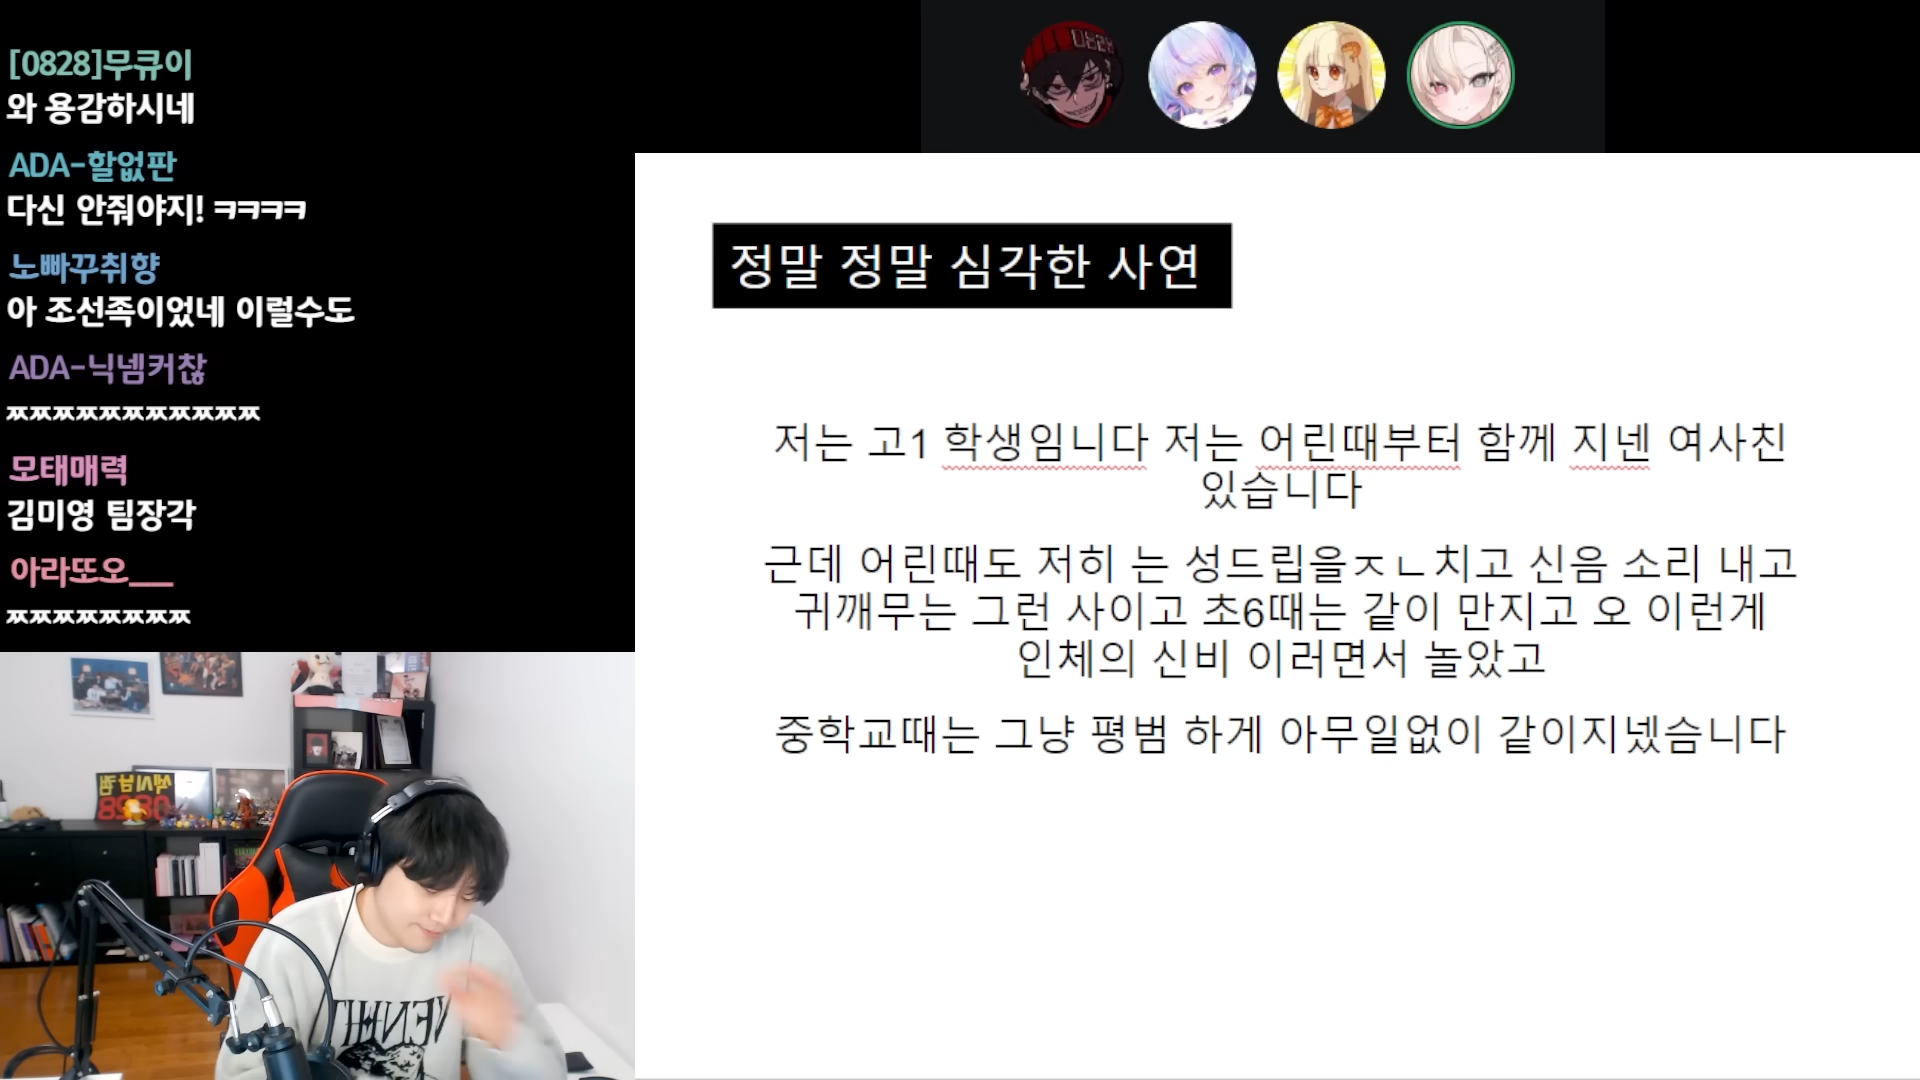 [0828]무큐이
와 용감하시네
ADA-할없판
다신 안줘야지! ㅋㅋㅋㅋ
노빠꾸취향
아 조선족이었네 이럴수도
ADA-닉넴커찮
ㅉㅉㅉㅉㅉㅉㅉㅉㅉㅉㅉ
모태매력
김미영 팀장각
아라또오__
ㅉㅉㅉㅉㅉㅉㅉㅉ
0828
정말 정말 심각한 사연
저는 고1 학생임니다 저는 어린때부터 함께 지넨 여사친
있습니다
근데 어린때도 저히 는 성드립을ㅈㄴ치고 신음 소리 내고
귀깨무는 그런 사이고 초6때는 같이 만지고 오 이런게
인체의 신비 이러면서 놀았고
중학교때는 그냥 평범 하게 아무일없이 같이지넸슴니다